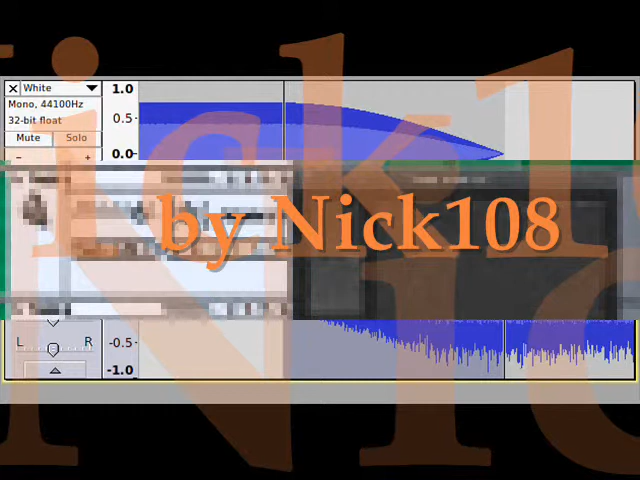 White
Mono, 44100Hz
32-bit float
Mute Solo
- +
1.0
0.5-
0.0-
by Nick108
L R
-0.5-
-1.0-